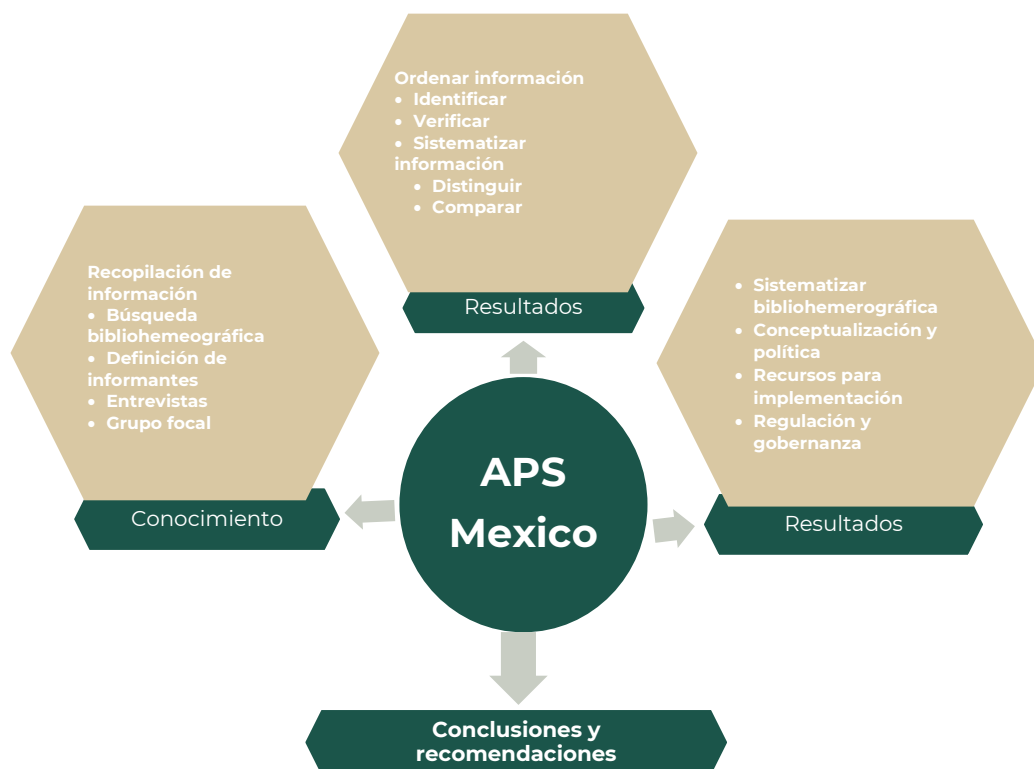 Ordenar información
• Identificar
• Verificar
• Sistematizar
información
• Distinguir
• Comparar
Resultados
Recopilación de
información
• Búsqueda
bibliohemeográfica
• Definición de
informantes
• Entrevistas
• Grupo focal
Conocimiento
• Sistematizar
bibliohemerográfica
• Conceptualización y
política
• Recursos para
implementación
• Regulación y
gobernanza
Resultados
APS
Mexico
Conclusiones y
recomendaciones